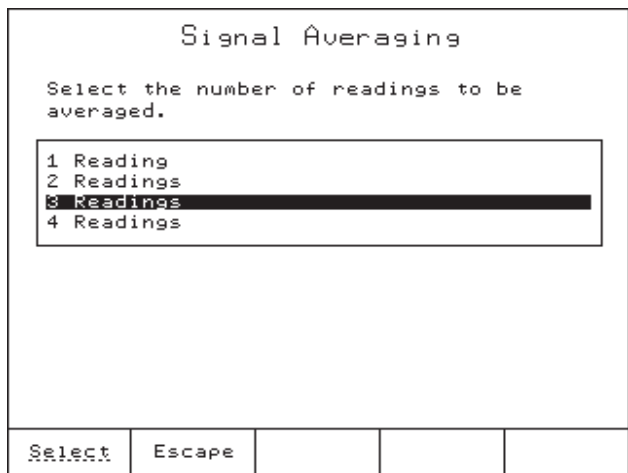 Signal Averaging
Select the number of readings to be
averaged.
1 Reading
2 Readings
3 Readings
4 Readings
Select Escape